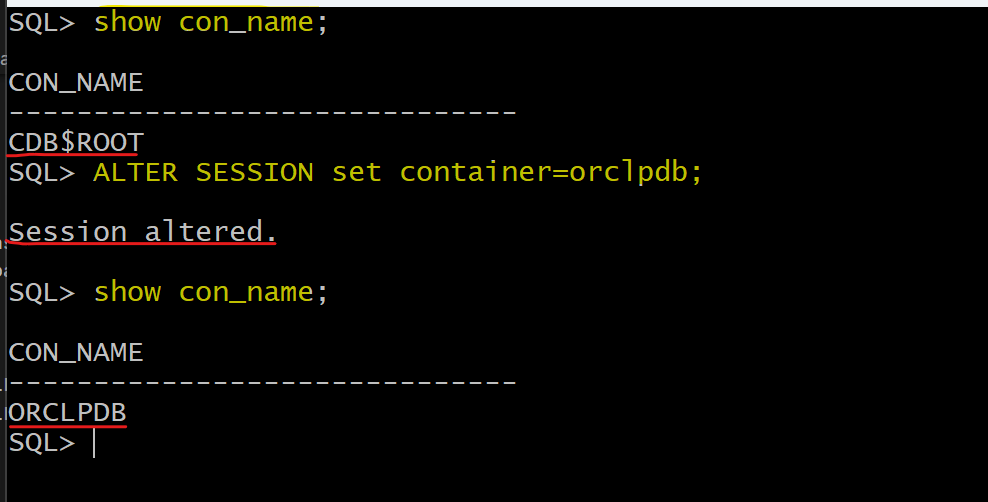 SQL> show con_name;
CON_NAME
------------------------------
CDB$ROOT
SQL> ALTER SESSION set container=orclpdb;
Session altered.
SQL> show con_name;
CON_NAME
------------------------------
ORCLPDB
SQL>